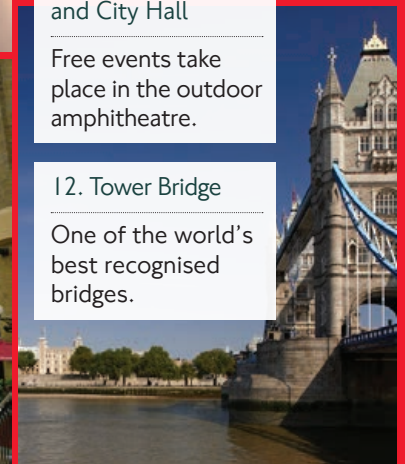 and City Hall
Free events take
place in the outdoor
amphitheatre.
12. Tower Bridge
One of the world's
best recognised
bridges.